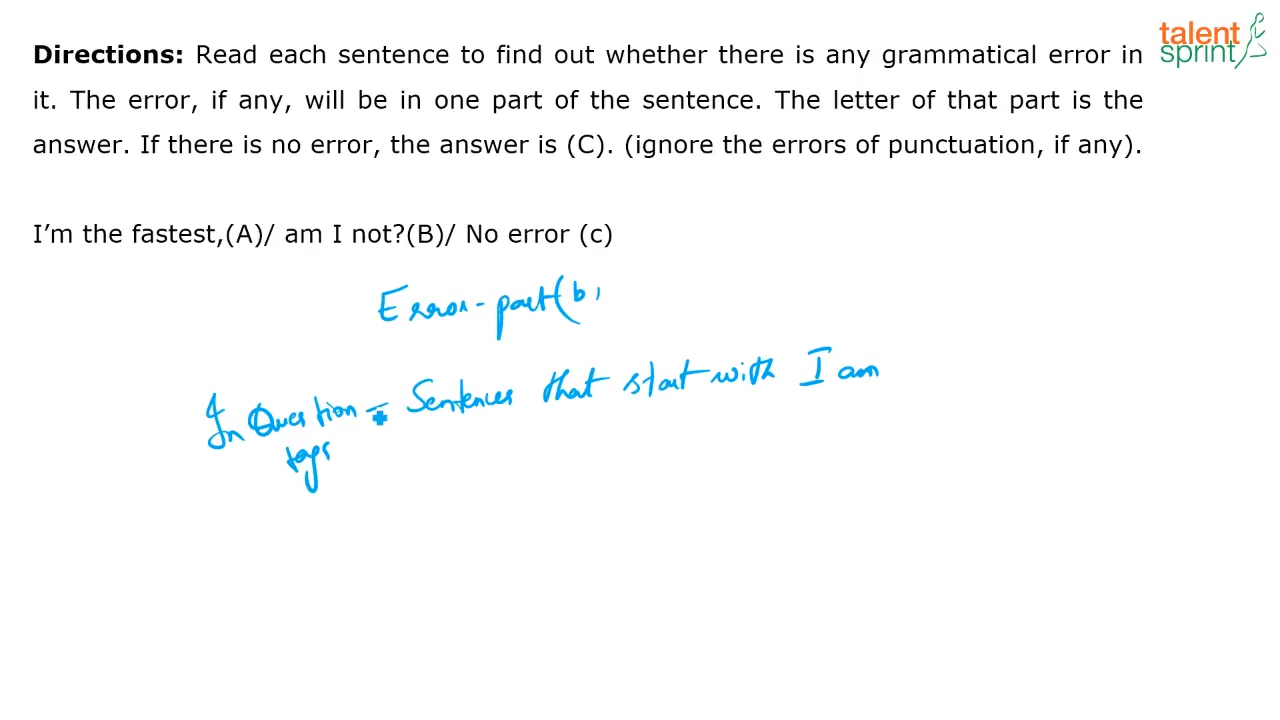 talent
sprint
Directions: Read each sentence to find out whether there is any grammatical error in
it. The error, if any, will be in one part of the sentence. The letter of that part is the
answer. If there is no error, the answer is (C). (ignore the errors of punctuation, if any).
I'm the fastest,(A)/ am I not?(B)/ No error (c)
Error - part (b)
In Question = Sentences that start with I am
tags